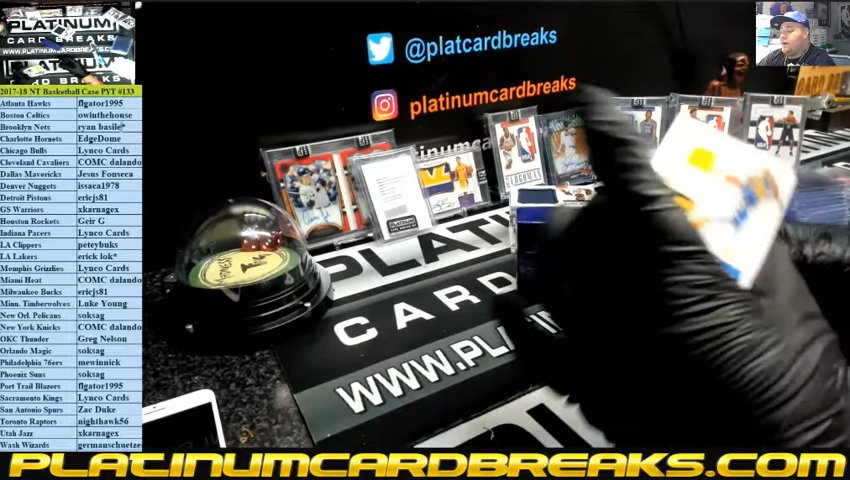 PLATINUM
CARD BREAKS
2017-18 NT Basketball Case PYT #133
Atlanta Hawks flgator1995
Boston Celtics owinthehouse
Brooklyn Nets ryan basile*
Charlotte Hornets EdgeDome
Chicago Bulls Lynco Cards
Cleveland Cavaliers COMC dalando
Dallas Mavericks Jesus Fonseca
Denver Nuggets issaca1978
Detroit Pistons ericjs81
GS Warriors xkarnagex
Houston Rockets Geir G
Indiana Pacers Lynco Cards
LA Clippers peteybuks
LA Lakers erick lok*
Memphis Grizzlies Lynco Cards
Miami Heat COMC dalando
Milwaukee Bucks ericjs81
Minn. Timberwolves Luke Young
New Orl. Pelicans soksag
New York Knicks COMC dalando
OKC Thunder Greg Nelson
Orlando Magic soksag
Philadelphia 76ers mewinnick
Phoenix Suns soksag
Port Trail Blazers flgator1995
Sacramento Kings Lynco Cards
San Antonio Spurs Zac Duke
Toronto Raptors nighthawk56
Utah Jazz xkarnagex
Wash Wizards germanschuetze
@platcardbreaks
platinumcardbreaks
PLATINUM
CARD
WWW.PL
PLATINUMCARDBREAKS.COM